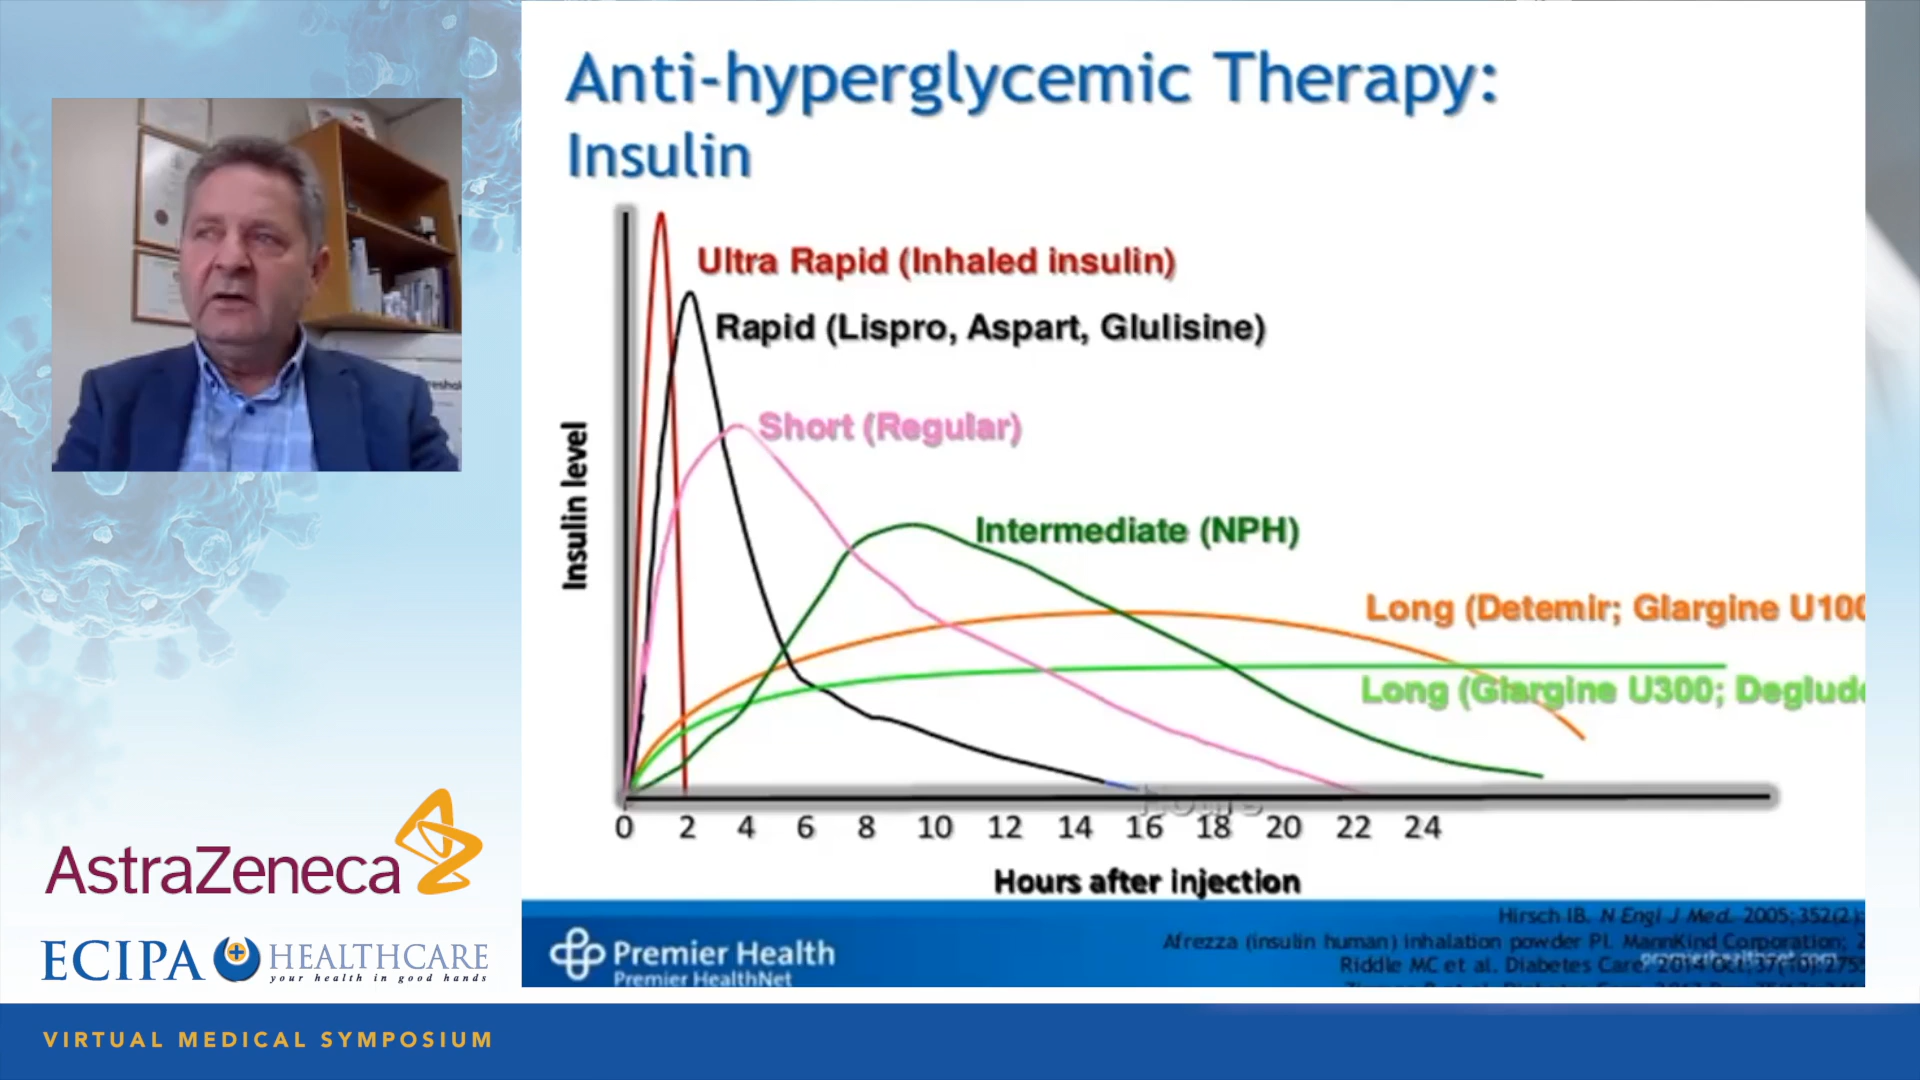 Anti-hyperglycemic Therapy:
Insulin
Ultra Rapid (Inhaled insulin)
Rapid (Lispro, Aspart, Glulisine)
Short (Regular)
Intermediate (NPH)
Long (Detemir; Glargine U100
Long (Glargine U300; Deglude
Insulin level
0 2 4 6 8 10 12 14 16 18 20 22 24
Hours after injection
Hirsch IB. N Engl J Med. 2005;352(2):
Afrezza (insulin human) inhalation powder PI. MannKind Corporation; 2
Riddle MC et al. Diabetes Care. 2014 Oct;37(10):275
Premier Health
Premier HealthNet
AstraZeneca
ECIPA HEALTHCARE
your health in good hands
VIRTUAL MEDICAL SYMPOSIUM